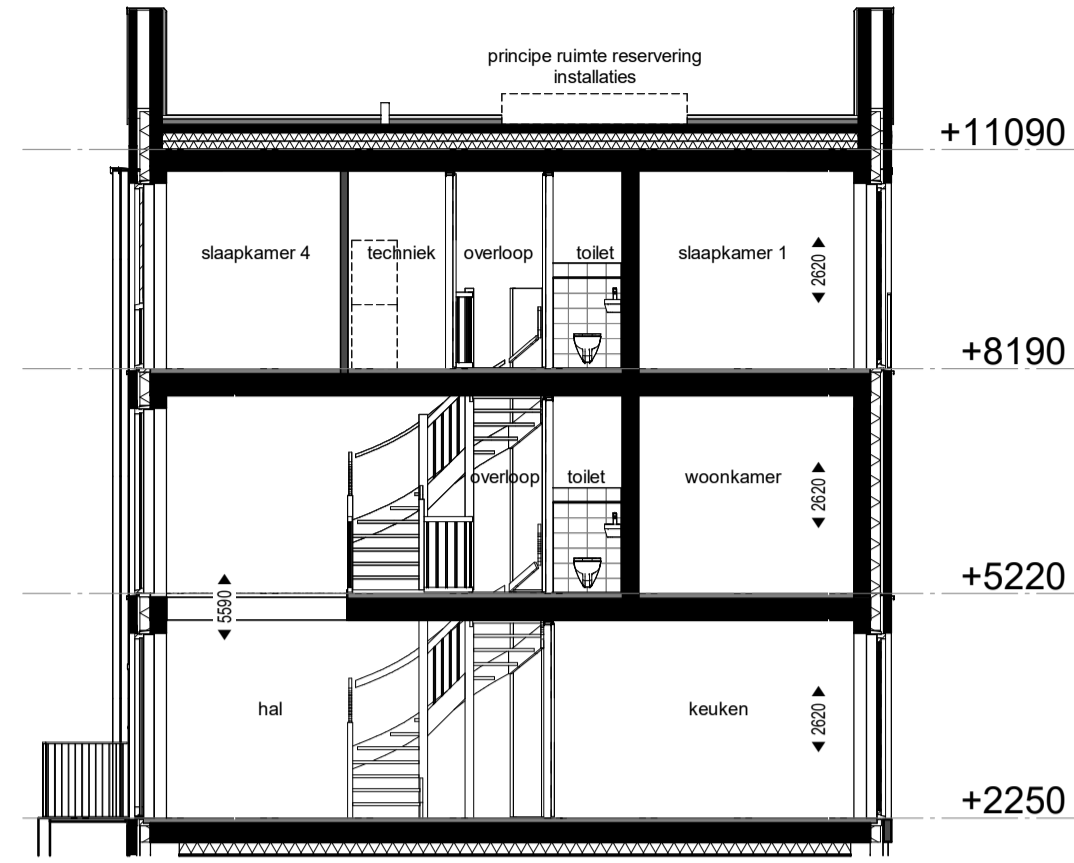 principe ruimte reservering
installaties
+11090
slaapkamer 4
techniek
overloop
toilet
slaapkamer 1
2620
+8190
overloop
toilet
woonkamer
2620
+5220
5590
hal
keuken
2620
+2250